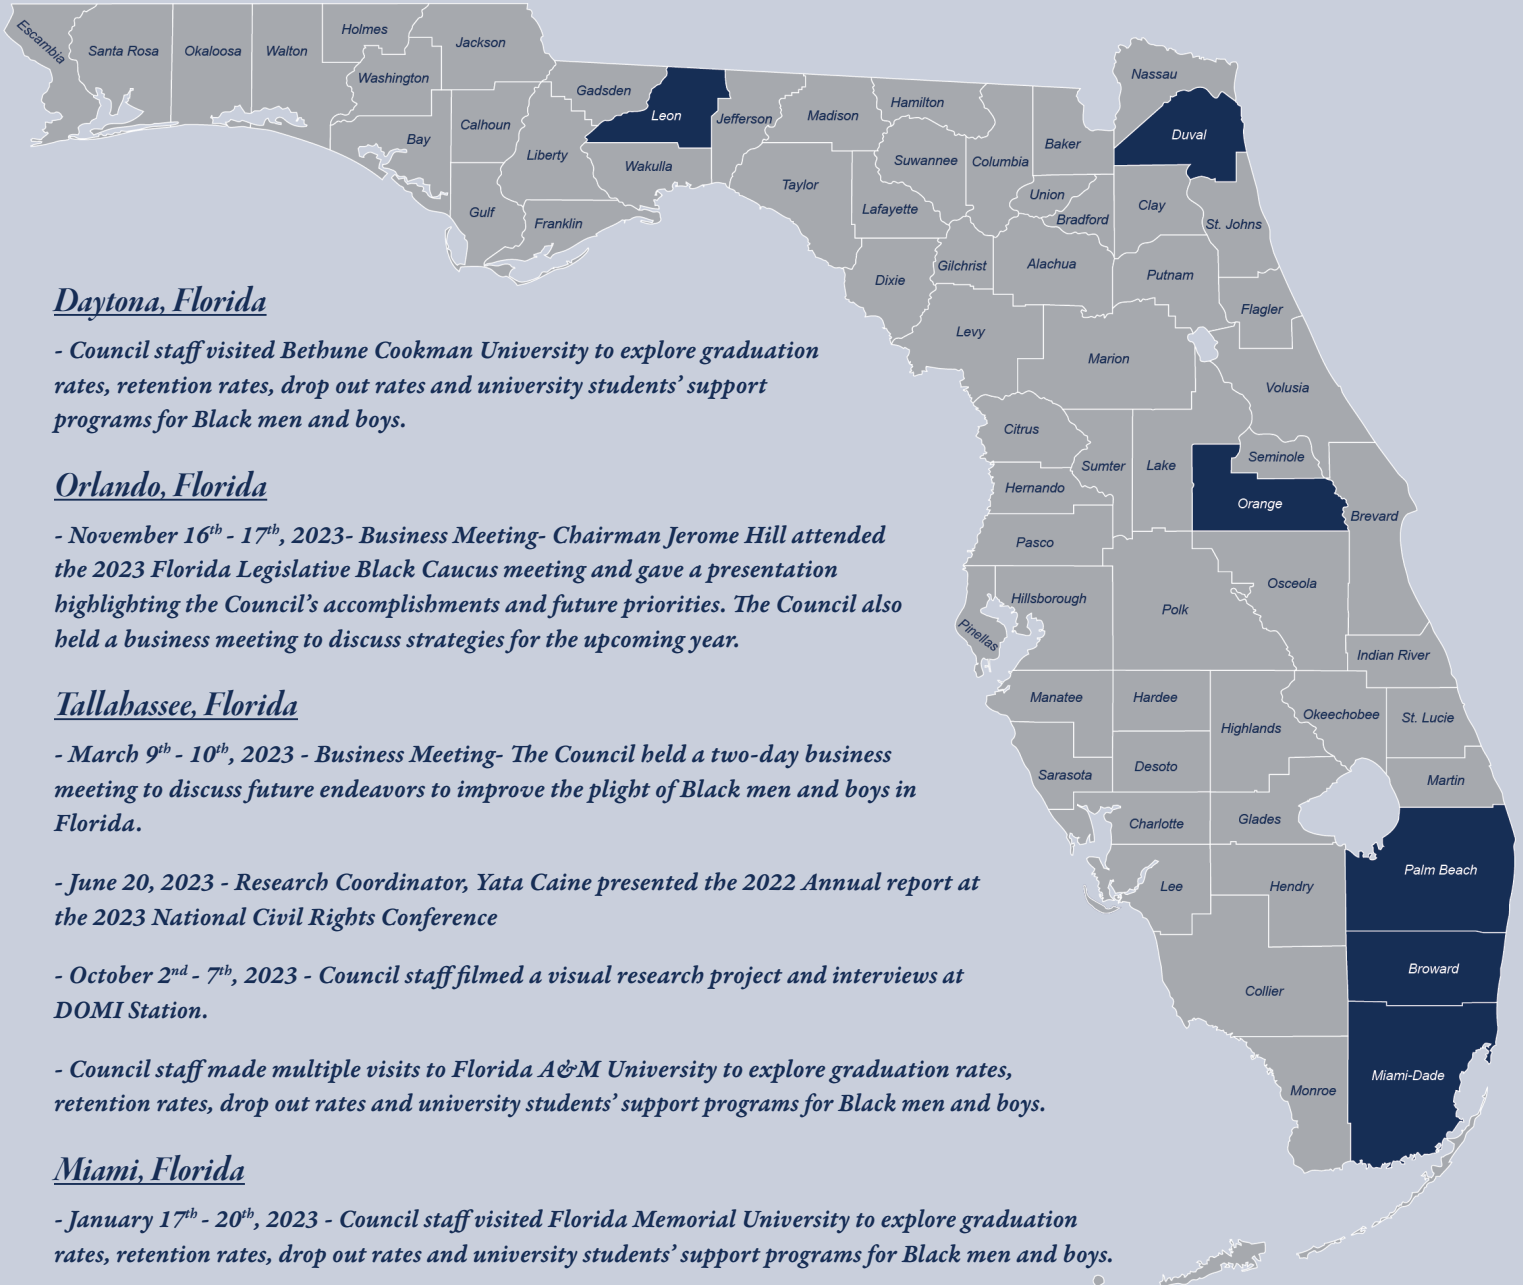 Escambia
Santa Rosa
Okaloosa
Walton
Holmes
Jackson
Washington
Bay
Calhoun
Gulf
Liberty
Gadsden
Franklin
Leon
Wakulla
Jefferson
Madison
Taylor
Hamilton
Suwannee
Lafayette
Dixie
Columbia
Gilchrist
Levy
Baker
Union
Bradford
Alachua
Nassau
Duval
Clay
St. Johns
Putnam
Flagler
Marion
Volusia
Citrus
Sumter
Lake
Hernando
Pasco
Seminole
Orange
Brevard
Osceola
Polk
Hillsborough
Pinellas
Indian River
Manatee
Hardee
Highlands
Okeechobee
St. Lucie
Sarasota
Desoto
Martin
Charlotte
Glades
Lee
Hendry
Palm Beach
Broward
Collier
Miami-Dade
Monroe
Daytona, Florida
- Council staff visited Bethune Cookman University to explore graduation
rates, retention rates, drop out rates and university students’ support
programs for Black men and boys.
Orlando, Florida
- November 16th - 17th, 2023- Business Meeting- Chairman Jerome Hill attended
the 2023 Florida Legislative Black Caucus meeting and gave a presentation
highlighting the Council’s accomplishments and future priorities. The Council also
held a business meeting to discuss strategies for the upcoming year.
Tallahassee, Florida
- March 9th - 10th, 2023 - Business Meeting- The Council held a two-day business
meeting to discuss future endeavors to improve the plight of Black men and boys in
Florida.
- June 20, 2023 - Research Coordinator, Yata Caine presented the 2022 Annual report at
the 2023 National Civil Rights Conference
- October 2nd - 7th, 2023 - Council staff filmed a visual research project and interviews at
DOMI Station.
- Council staff made multiple visits to Florida A&M University to explore graduation rates,
retention rates, drop out rates and university students’ support programs for Black men and boys.
Miami, Florida
- January 17th - 20th, 2023 - Council staff visited Florida Memorial University to explore graduation
rates, retention rates, drop out rates and university students’ support programs for Black men and boys.